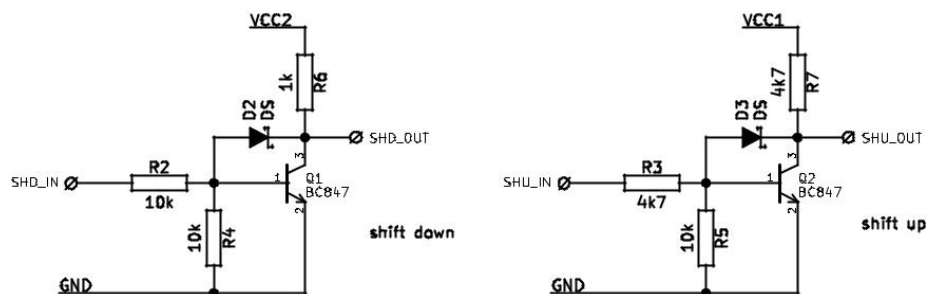 VCC2
1k
R6
D2
DS
SHD_OUT
3
R2
SHD_IN
1
Q1
BC847
10k
2
10k
R4
shift down
GND
VCC1
4k7
R7
D3
DS
SHU_OUT
3
R3
SHU_IN
1
Q2
BC847
4k7
2
10k
R5
shift up
GND